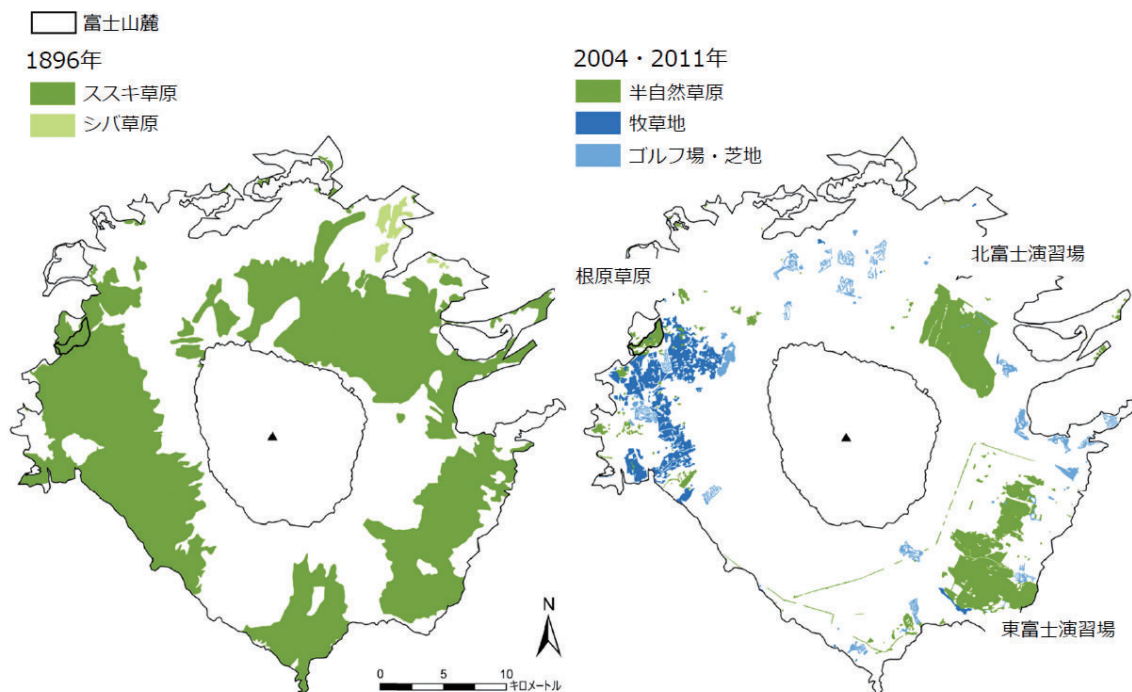 富士山麓
1896年
ススキ草原
シバ草原
2004・2011年
半自然草原
牧草地
ゴルフ場・芝地
根原草原
北富士演習場
東富士演習場
N
0 5 10
キロメートル